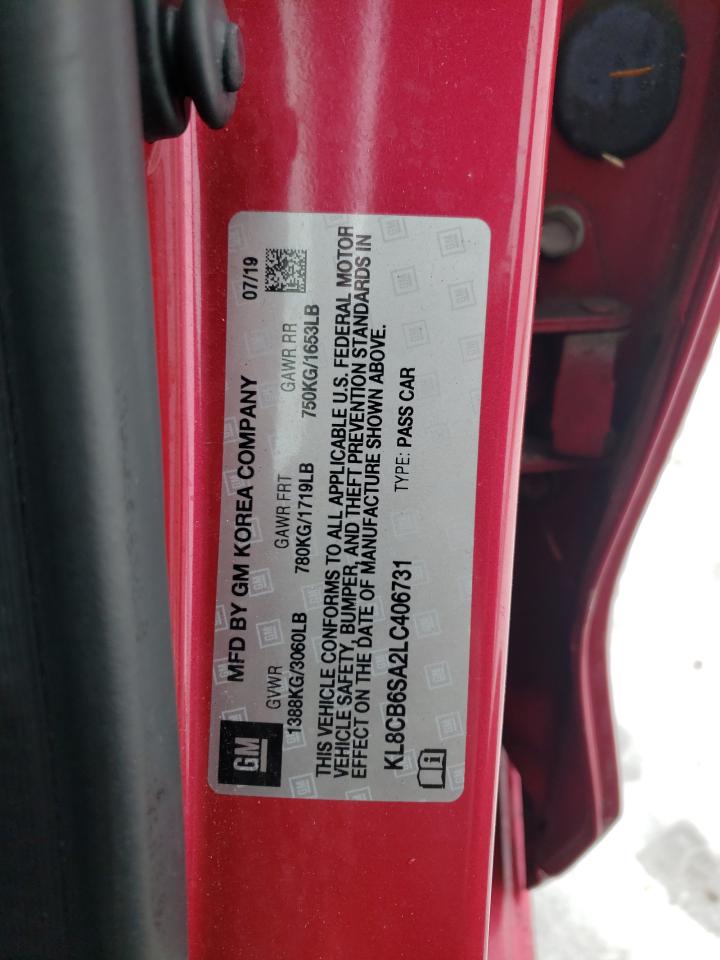 MFD BY GM KOREA COMPANY 07/19
GVWR GAWR FRT GAWR RR
1388KG/3060LB 780KG/1719LB 750KG/1653LB
THIS VEHICLE CONFORMS TO ALL APPLICABLE U.S. FEDERAL MOTOR
VEHICLE SAFETY, BUMPER, AND THEFT PREVENTION STANDARDS IN
EFFECT ON THE DATE OF MANUFACTURE SHOWN ABOVE.
KL8CB6SA2LC406731 TYPE: PASS CAR
GM